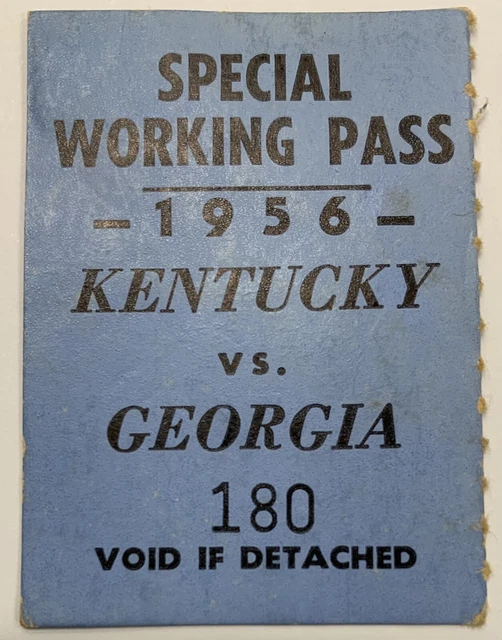 SPECIAL
WORKING PASS
- 1956 -
KENTUCKY
vs.
GEORGIA
180
VOID IF DETACHED